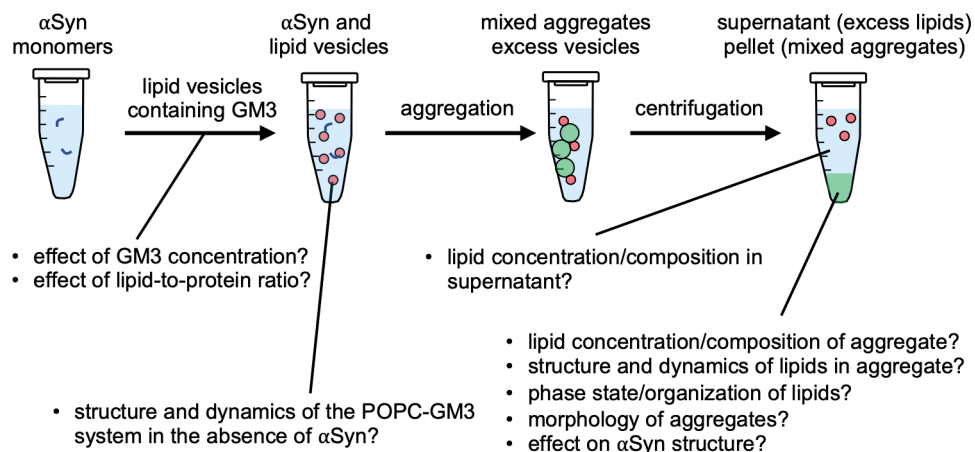 αSyn
monomers
lipid vesicles
containing GM3
αSyn and
lipid vesicles
aggregation
mixed aggregates
excess vesicles
centrifugation
supernatant (excess lipids)
pellet (mixed aggregates)
• effect of GM3 concentration?
• effect of lipid-to-protein ratio?
• lipid concentration/composition in
supernatant?
• lipid concentration/composition of aggregate?
• structure and dynamics of lipids in aggregate?
• phase state/organization of lipids?
• morphology of aggregates?
• effect on αSyn structure?
• structure and dynamics of the POPC-GM3
system in the absence of αSyn?